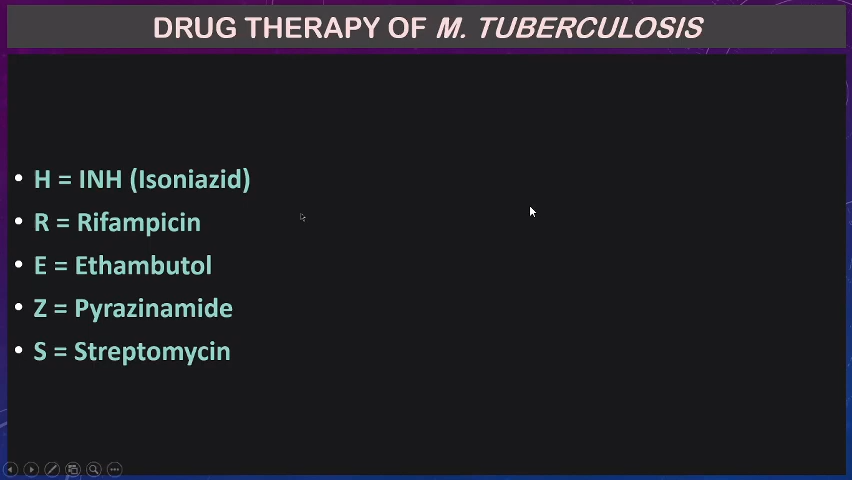 DRUG THERAPY OF M. TUBERCULOSIS
• H = INH (Isoniazid)
• R = Rifampicin
• E = Ethambutol
• Z = Pyrazinamide
• S = Streptomycin